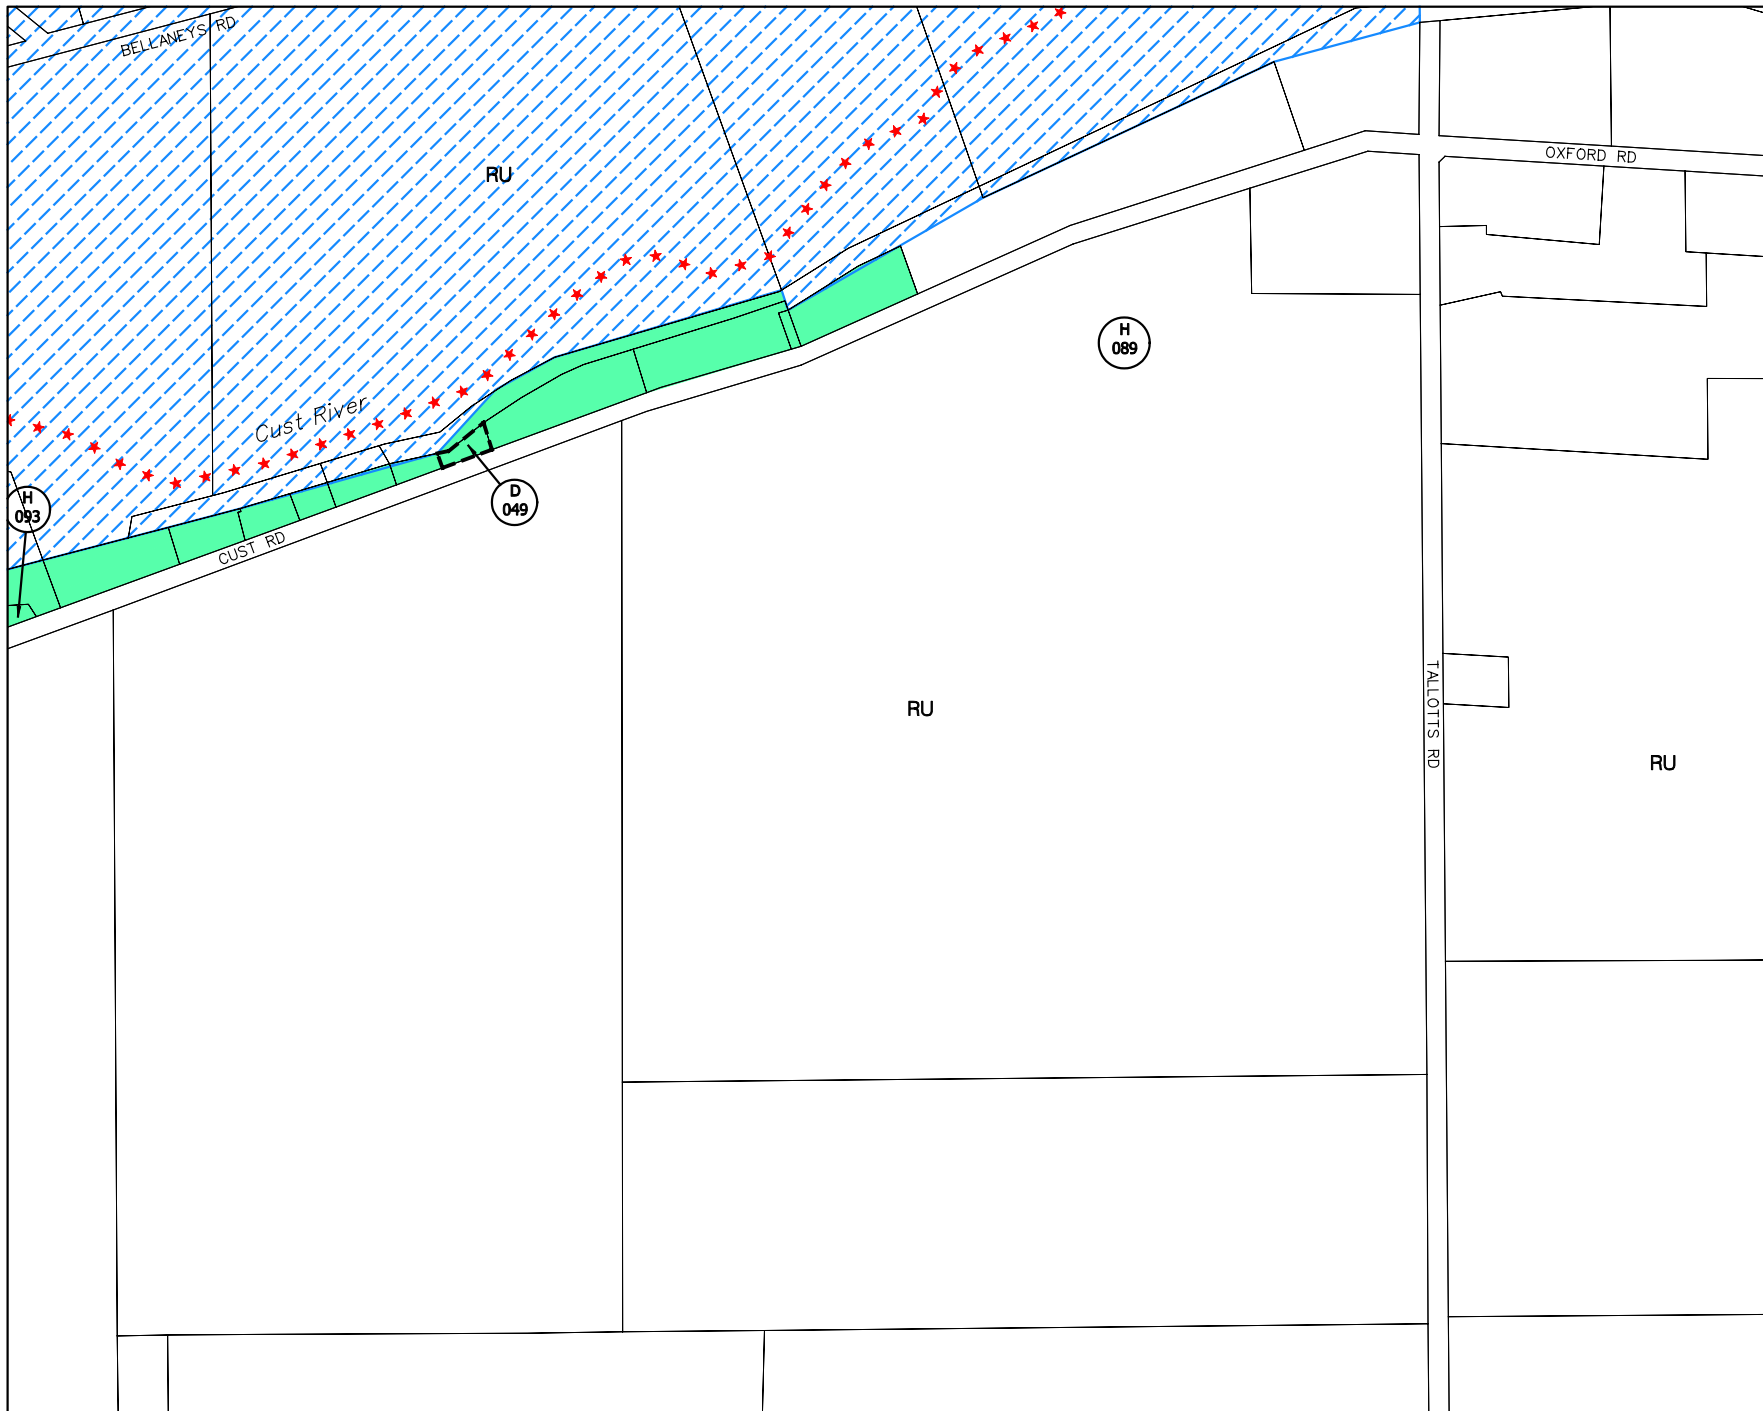 BELLANEYS RD
RU
OXFORD RD
H
089
Cust River
H
093
D
049
CUST RD
TALLOTTS RD
RU
RU